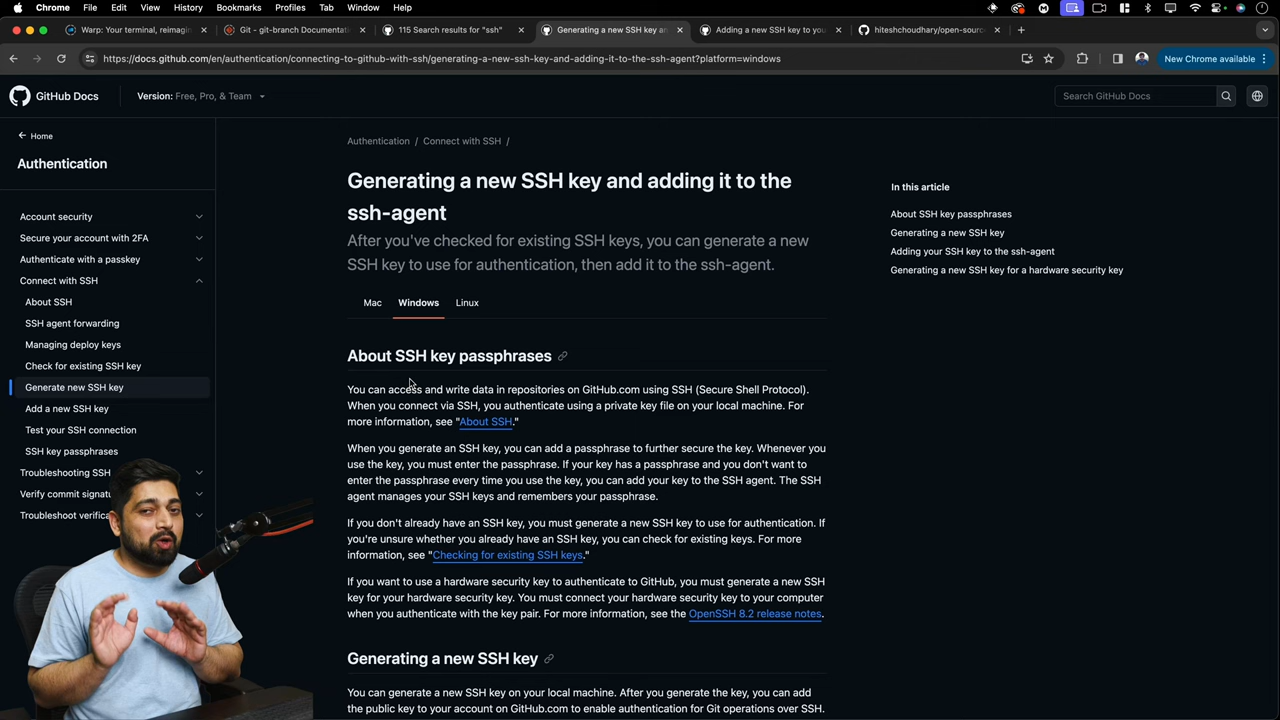 Chrome File Edit View History Bookmarks Profiles Tab Window Help
Warp: Your terminal, reimagin
Git - git-branch Documentati
115 Search results for "ssh"
Generating a new SSH key an
Adding a new SSH key to you
hiteshchoudhary/open-sourc
https://docs.github.com/en/authentication/connecting-to-github-with-ssh/generating-a-new-ssh-key-and-adding-it-to-the-ssh-agent?platform=windows
New Chrome available
GitHub Docs
Version: Free, Pro, & Team
Search GitHub Docs
Home
Authentication
Account security
Secure your account with 2FA
Authenticate with a passkey
Connect with SSH
About SSH
SSH agent forwarding
Managing deploy keys
Check for existing SSH key
Generate new SSH key
Add a new SSH key
Test your SSH connection
SSH key passphrases
Troubleshooting SSH
Verify commit signatu
Troubleshoot verifica
Authentication / Connect with SSH /
Generating a new SSH key and adding it to the
ssh-agent
After you've checked for existing SSH keys, you can generate a new
SSH key to use for authentication, then add it to the ssh-agent.
Mac Windows Linux
About SSH key passphrases
You can access and write data in repositories on GitHub.com using SSH (Secure Shell Protocol).
When you connect via SSH, you authenticate using a private key file on your local machine. For
more information, see "About SSH."
When you generate an SSH key, you can add a passphrase to further secure the key. Whenever you
use the key, you must enter the passphrase. If your key has a passphrase and you don't want to
enter the passphrase every time you use the key, you can add your key to the SSH agent. The SSH
agent manages your SSH keys and remembers your passphrase.
If you don't already have an SSH key, you must generate a new SSH key to use for authentication. If
you're unsure whether you already have an SSH key, you can check for existing keys. For more
information, see "Checking for existing SSH keys."
If you want to use a hardware security key to authenticate to GitHub, you must generate a new SSH
key for your hardware security key. You must connect your hardware security key to your computer
when you authenticate with the key pair. For more information, see the OpenSSH 8.2 release notes.
Generating a new SSH key
You can generate a new SSH key on your local machine. After you generate the key, you can add
the public key to your account on GitHub.com to enable authentication for Git operations over SSH.
In this article
About SSH key passphrases
Generating a new SSH key
Adding your SSH key to the ssh-agent
Generating a new SSH key for a hardware security key